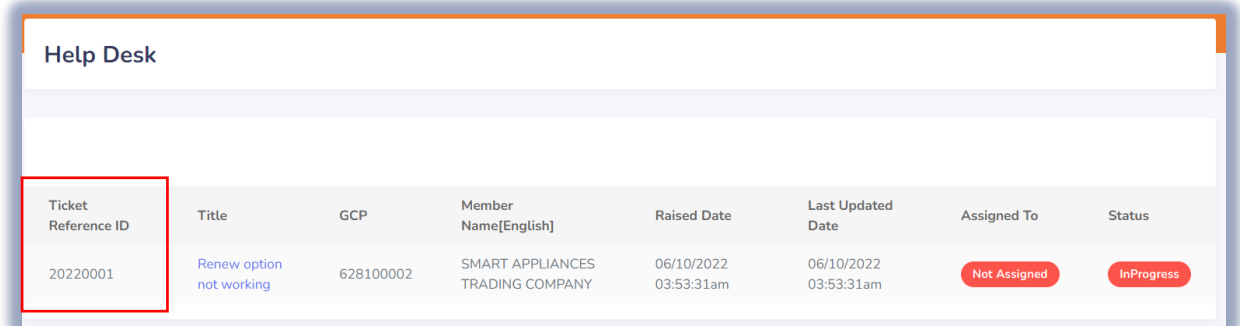 Help Desk
Ticket
Reference ID
Title
GCP
Member
Name[English]
Raised Date
Last Updated
Date
Assigned To
Status
20220001
Renew option
not working
628100002
SMART APPLIANCES
TRADING COMPANY
06/10/2022
03:53:31am
06/10/2022
03:53:31am
Not Assigned
InProgress